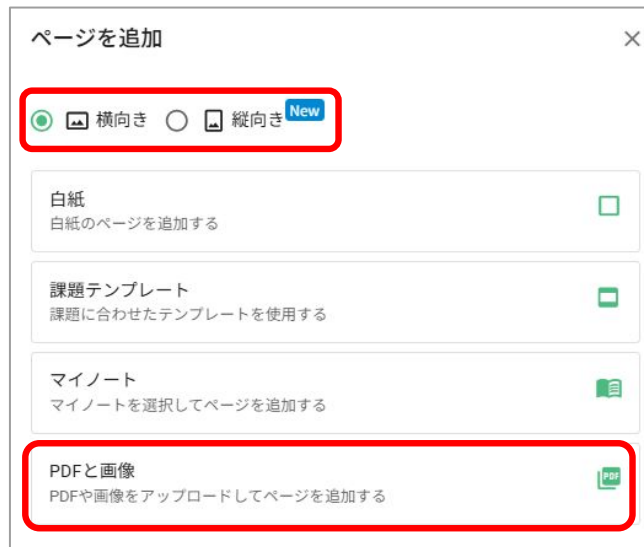 ページを追加
横向き 縦向き New
白紙
白紙のページを追加する
課題テンプレート
課題に合わせたテンプレートを使用する
マイノート
マイノートを選択してページを追加する
PDFと画像
PDFや画像をアップロードしてページを追加する
PDF